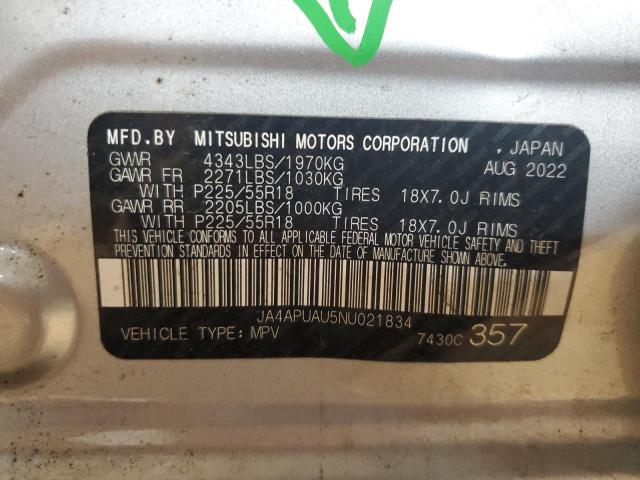 MFD.BY MITSUBISHI MOTORS CORPORATION , JAPAN
GVWR 4343LBS/1970KG AUG 2022
GAWR FR 2271LBS/1030KG
WITH P225/55R18 TIRES 18X7.0J RIMS
GAWR RR 2205LBS/1000KG
WITH P225/55R18 TIRES 18X7.0J RIMS
THIS VEHICLE CONFORMS TO ALL APPLICABLE FEDERAL MOTOR VEHICLE SAFETY AND THEFT
PREVENTION STANDARDS IN EFFECT ON THE DATE OF MANUFACTURE SHOWN ABOVE.
JA4APUAU5NU021834
VEHICLE TYPE: MPV 7430C 357